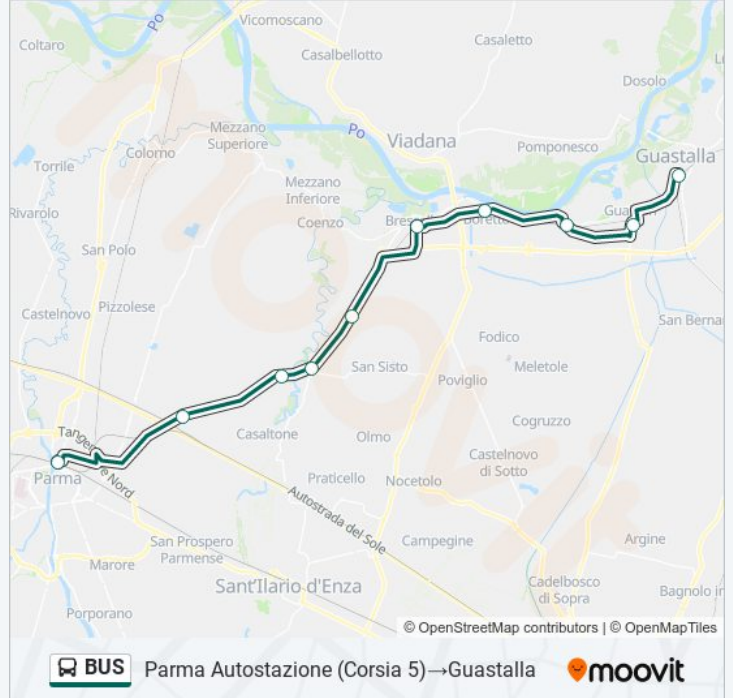 Po
Vicomoscano
Coltaro
Casalbellotto
Casaletto
Dosolo
Po
Mezzano
Superiore
Viadana
Pomponesco
Colorno
Guastalla
Torrile
Mezzano
Inferiore
Rivarolo
Coenzo
San Polo
Castelnovo
Pizzolese
San Berna
Fodico
Meletole
San Sisto
Poviglio
Cogruzzo
Casaltone
Olmo
Castelnovo
di Sotto
Parma
Praticello
Nocetolo
Autostrada del Sole
San Prospero
Parmense
Campegine
Argine
Marore
Sant'Ilario d'Enza
Cadelbosco
di Sopra
Bagnolo in
Porporano
© OpenStreetMap contributors | © OpenMapTiles
BUS Parma Autostazione (Corsia 5)→Guastalla moovit